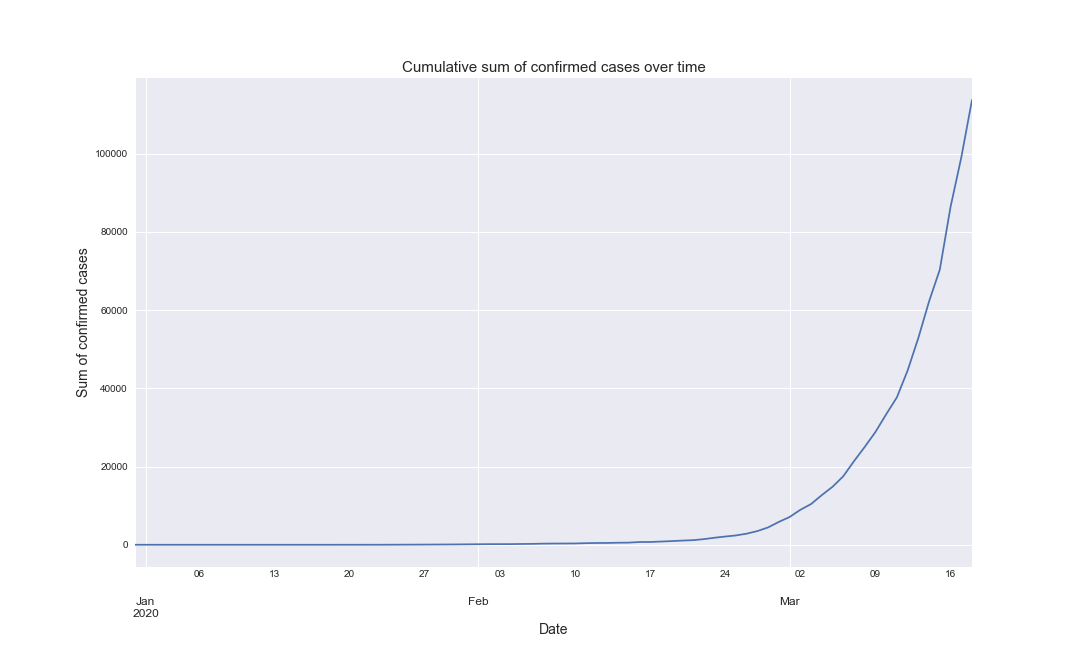 Cumulative sum of confirmed cases over time
100000
80000
60000
40000
20000
0
Sum of confirmed cases
06 13 20 27 03 10 17 24 02 09 16
Jan Feb Mar
2020
Date